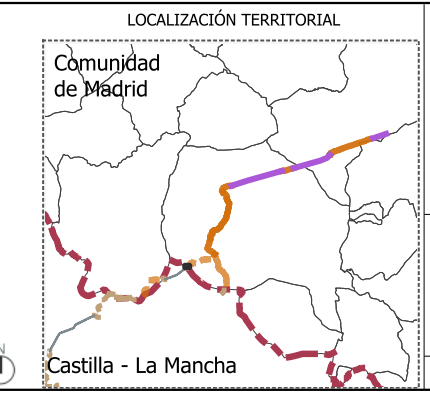 LOCALIZACIÓN TERRITORIAL
Comunidad
de Madrid
Castilla - La Mancha
N